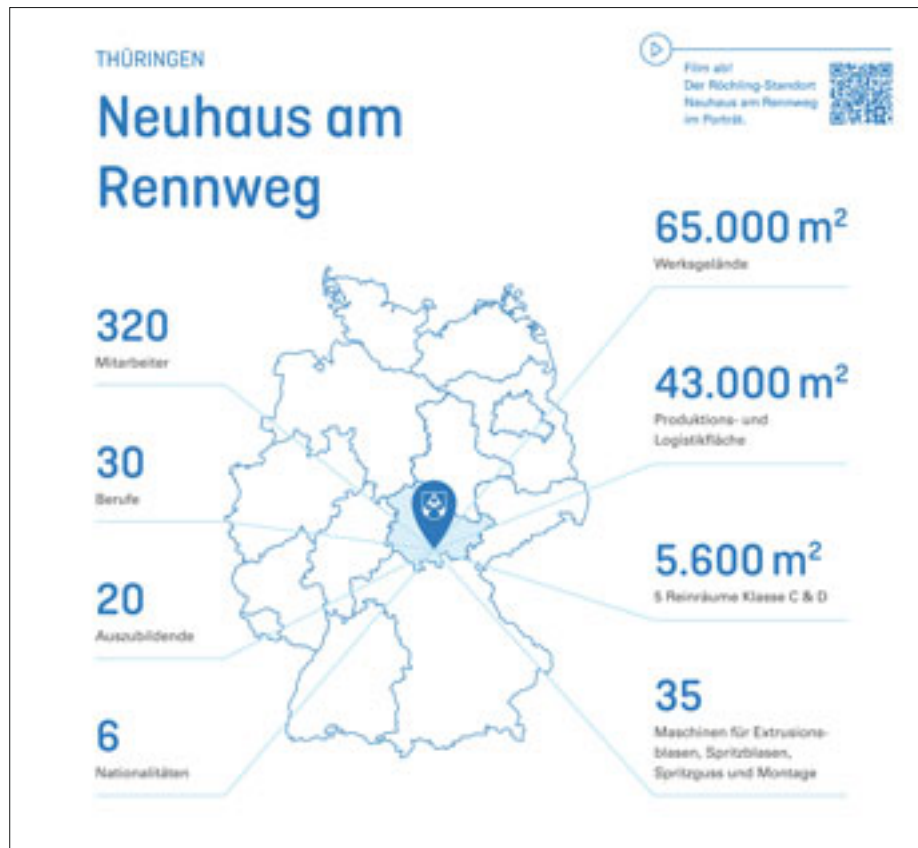 THÜRINGEN
Neuhaus am
Rennweg
Film ab!
Der Röchling-Standort
Neuhaus am Rennweg
im Porträt.
320
Mitarbeiter
30
Berufe
20
Auszubildende
6
Nationalitäten
65.000 m²
Werksgelände
43.000 m²
Produktions- und
Logistikfläche
5.600 m²
5 Reinräume Klasse C & D
35
Maschinen für Extrusions-
blasen, Spritzblasen,
Spritzguss und Montage